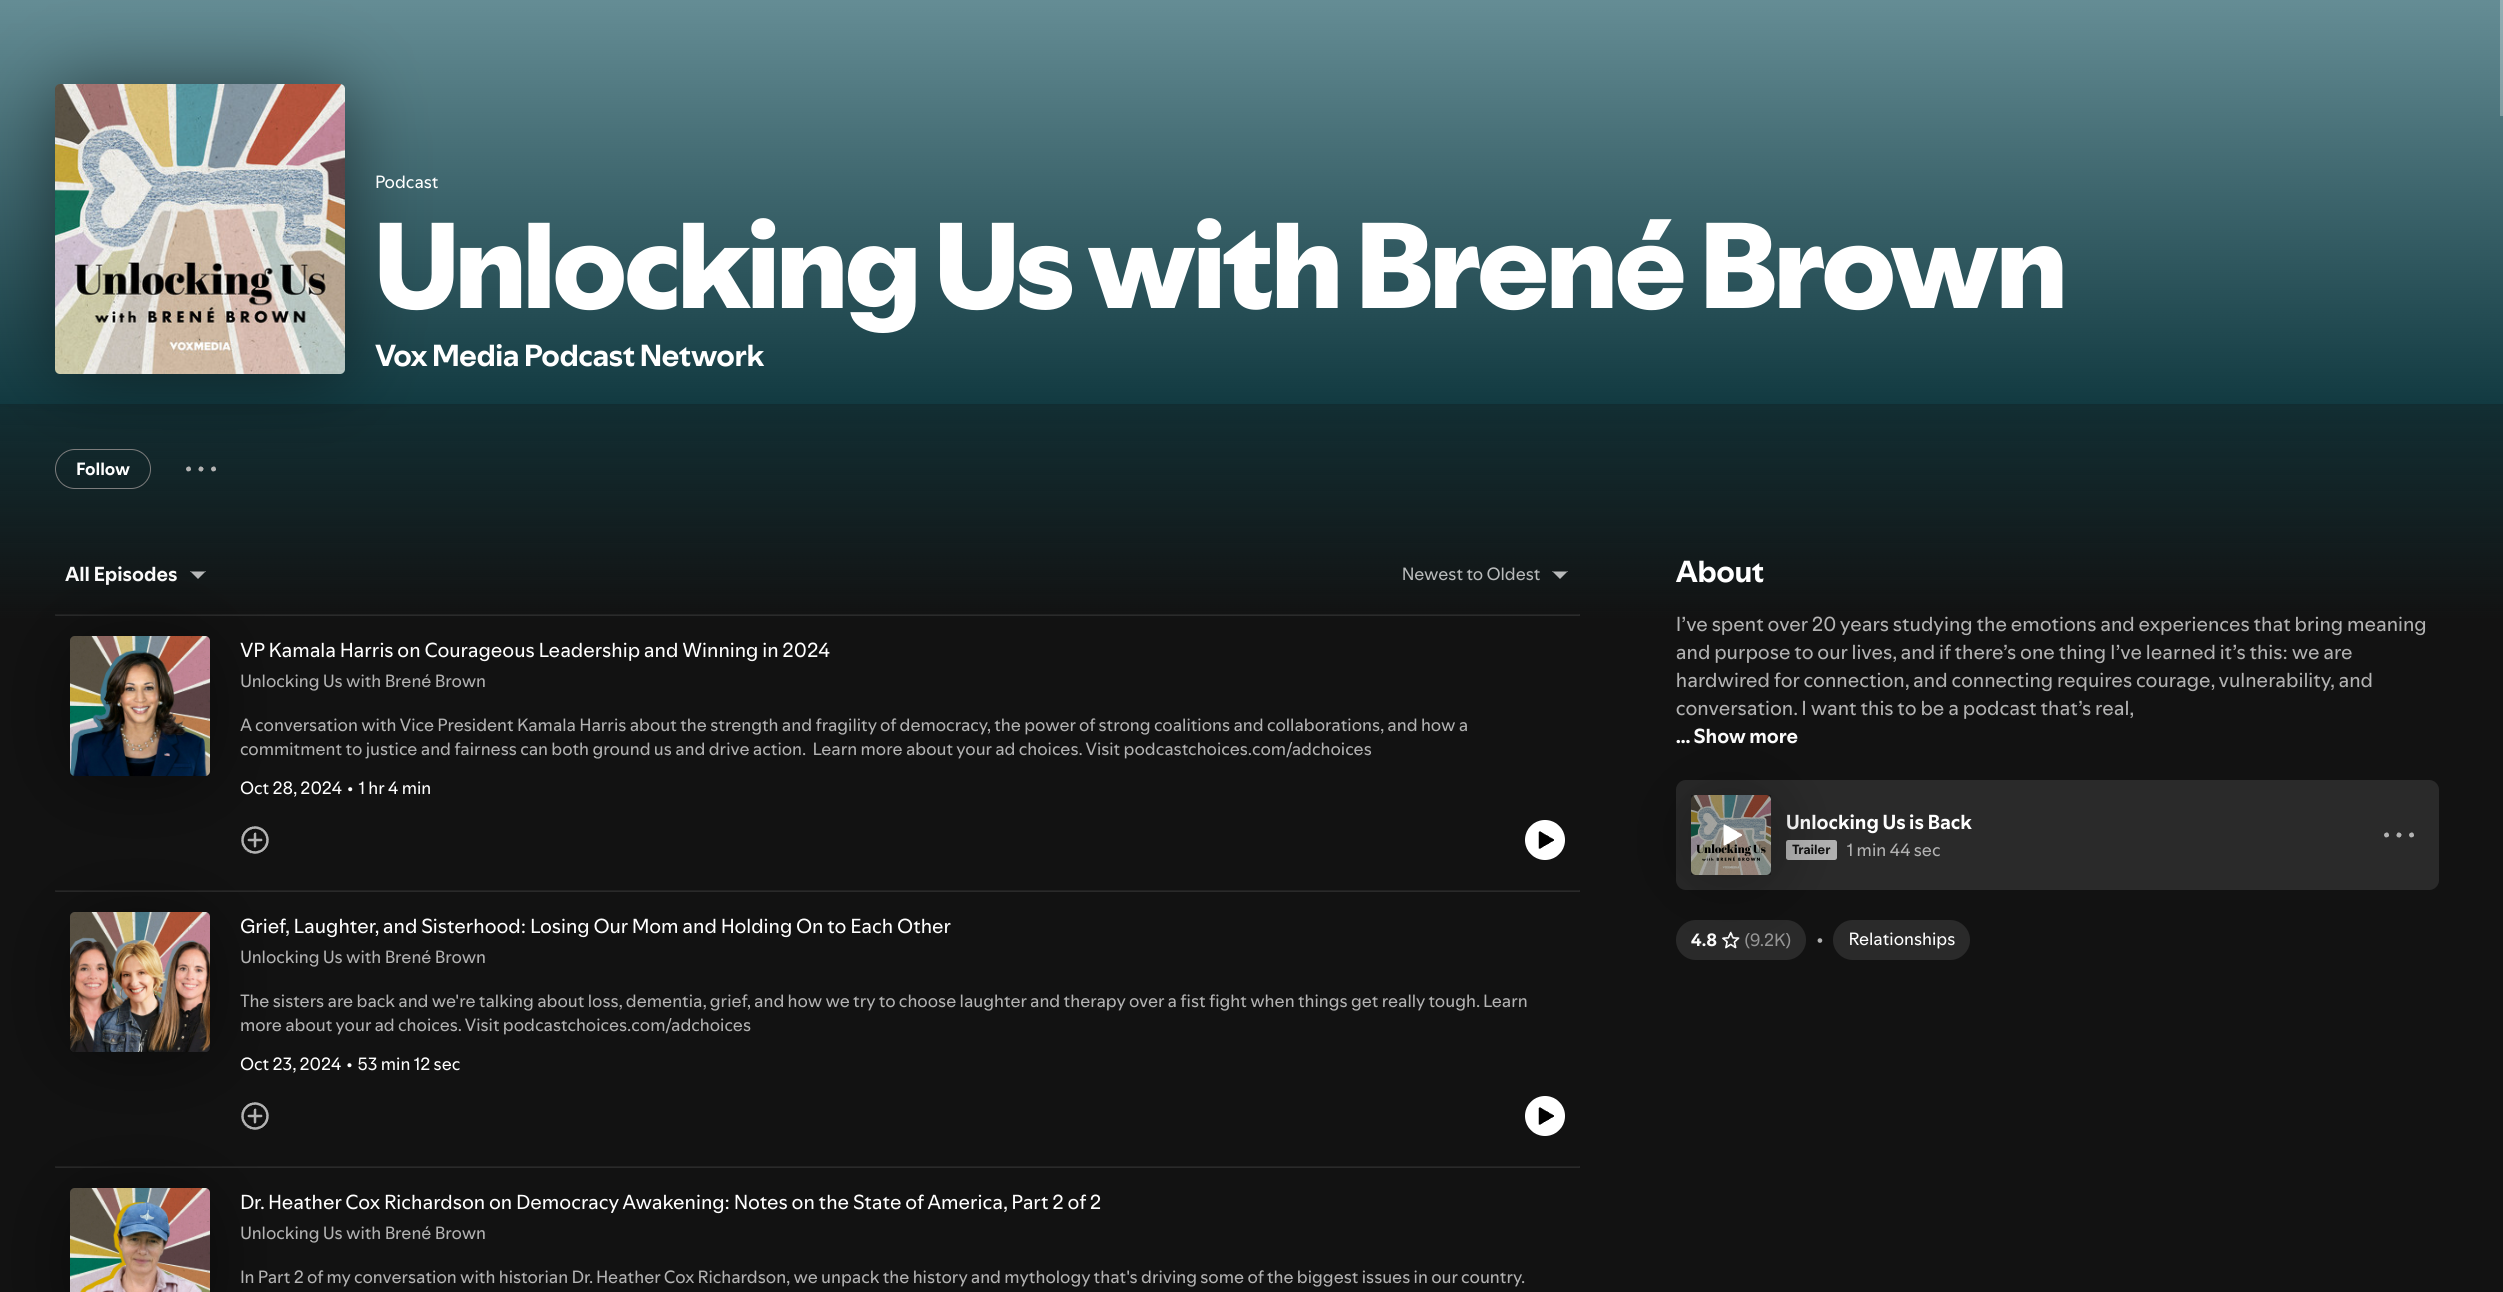 Unlocking Us
with BRENÉ BROWN
VOXMEDIA
Podcast
Unlocking Us with Brené Brown
Vox Media Podcast Network
Follow
All Episodes
Newest to Oldest
VP Kamala Harris on Courageous Leadership and Winning in 2024
Unlocking Us with Brené Brown
A conversation with Vice President Kamala Harris about the strength and fragility of democracy, the power of strong coalitions and collaborations, and how a
commitment to justice and fairness can both ground us and drive action.  Learn more about your ad choices. Visit podcastchoices.com/adchoices
Oct 28, 2024 • 1 hr 4 min
Grief, Laughter, and Sisterhood: Losing Our Mom and Holding On to Each Other
Unlocking Us with Brené Brown
The sisters are back and we're talking about loss, dementia, grief, and how we try to choose laughter and therapy over a fist fight when things get really tough. Learn
more about your ad choices. Visit podcastchoices.com/adchoices
Oct 23, 2024 • 53 min 12 sec
Dr. Heather Cox Richardson on Democracy Awakening: Notes on the State of America, Part 2 of 2
Unlocking Us with Brené Brown
In Part 2 of my conversation with historian Dr. Heather Cox Richardson, we unpack the history and mythology that's driving some of the biggest issues in our country.
About
I’ve spent over 20 years studying the emotions and experiences that bring meaning
and purpose to our lives, and if there’s one thing I’ve learned it’s this: we are
hardwired for connection, and connecting requires courage, vulnerability, and
conversation. I want this to be a podcast that’s real,
... Show more
Unlocking Us
with BRENÉ BROWN
Unlocking Us is Back
Trailer 1 min 44 sec
4.8 (9.2K) • Relationships